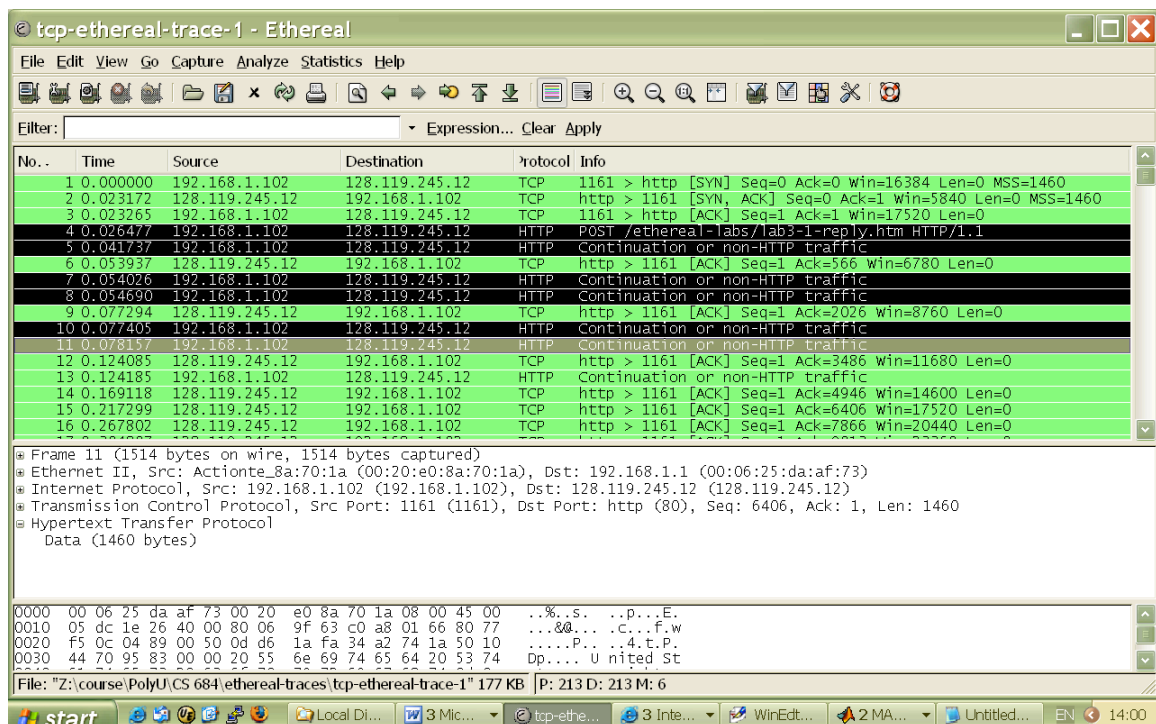 tcp-ethereal-trace-1 - Ethereal
File Edit View Go Capture Analyze Statistics Help
Filter: Expression... Clear Apply
No. . Time Source Destination Protocol Info
1 0.000000 192.168.1.102 128.119.245.12 TCP 1161 > http [SYN] Seq=0 Ack=0 Win=16384 Len=0 MSS=1460
2 0.023172 128.119.245.12 192.168.1.102 TCP http > 1161 [SYN, ACK] Seq=0 Ack=1 Win=5840 Len=0 MSS=1460
3 0.023265 192.168.1.102 128.119.245.12 TCP 1161 > http [ACK] Seq=1 Ack=1 Win=17520 Len=0
4 0.026477 192.168.1.102 128.119.245.12 HTTP POST /ethereal-labs/lab3-1-reply.htm HTTP/1.1
5 0.041737 192.168.1.102 128.119.245.12 HTTP Continuation or non-HTTP traffic
6 0.053937 128.119.245.12 192.168.1.102 TCP http > 1161 [ACK] Seq=1 Ack=566 Win=6780 Len=0
7 0.054026 192.168.1.102 128.119.245.12 HTTP Continuation or non-HTTP traffic
8 0.054690 192.168.1.102 128.119.245.12 HTTP Continuation or non-HTTP traffic
9 0.077294 128.119.245.12 192.168.1.102 TCP http > 1161 [ACK] Seq=1 Ack=2026 Win=8760 Len=0
10 0.077405 192.168.1.102 128.119.245.12 HTTP Continuation or non-HTTP traffic
11 0.078157 192.168.1.102 128.119.245.12 HTTP Continuation or non-HTTP traffic
12 0.124085 128.119.245.12 192.168.1.102 TCP http > 1161 [ACK] Seq=1 Ack=3486 Win=11680 Len=0
13 0.124185 192.168.1.102 128.119.245.12 HTTP Continuation or non-HTTP traffic
14 0.169118 128.119.245.12 192.168.1.102 TCP http > 1161 [ACK] Seq=1 Ack=4946 Win=14600 Len=0
15 0.217299 128.119.245.12 192.168.1.102 TCP http > 1161 [ACK] Seq=1 Ack=6406 Win=17520 Len=0
16 0.267802 128.119.245.12 192.168.1.102 TCP http > 1161 [ACK] Seq=1 Ack=7866 Win=20440 Len=0
Frame 11 (1514 bytes on wire, 1514 bytes captured)
Ethernet II, Src: Actionte_8a:70:1a (00:20:e0:8a:70:1a), Dst: 192.168.1.1 (00:06:25:da:af:73)
Internet Protocol, Src: 192.168.1.102 (192.168.1.102), Dst: 128.119.245.12 (128.119.245.12)
Transmission Control Protocol, Src Port: 1161 (1161), Dst Port: http (80), Seq: 6406, Ack: 1, Len: 1460
Hypertext Transfer Protocol
Data (1460 bytes)
0000 00 06 25 da af 73 00 20 e0 8a 70 1a 08 00 45 00 ..%..s. ..p...E.
0010 05 dc 1e 26 40 00 80 06 9f 63 c0 a8 01 66 80 77 ...&@... .c...f.w
0020 f5 0c 04 89 00 50 0d d6 1a fa 34 a2 74 1a 50 10 .....P.. ..4.t.P.
0030 44 70 95 83 00 00 20 55 6e 69 74 65 64 20 53 74 Dp.... U nited St
File: "Z:\course\PolyU\CS 684\ethereal-traces\tcp-ethereal-trace-1" 177 KB P: 213 D: 213 M: 6
start Local Di... 3 Mic... tcp-ethe... 3 Inte... WinEdt... 2 MA... Untitled... EN 14:00